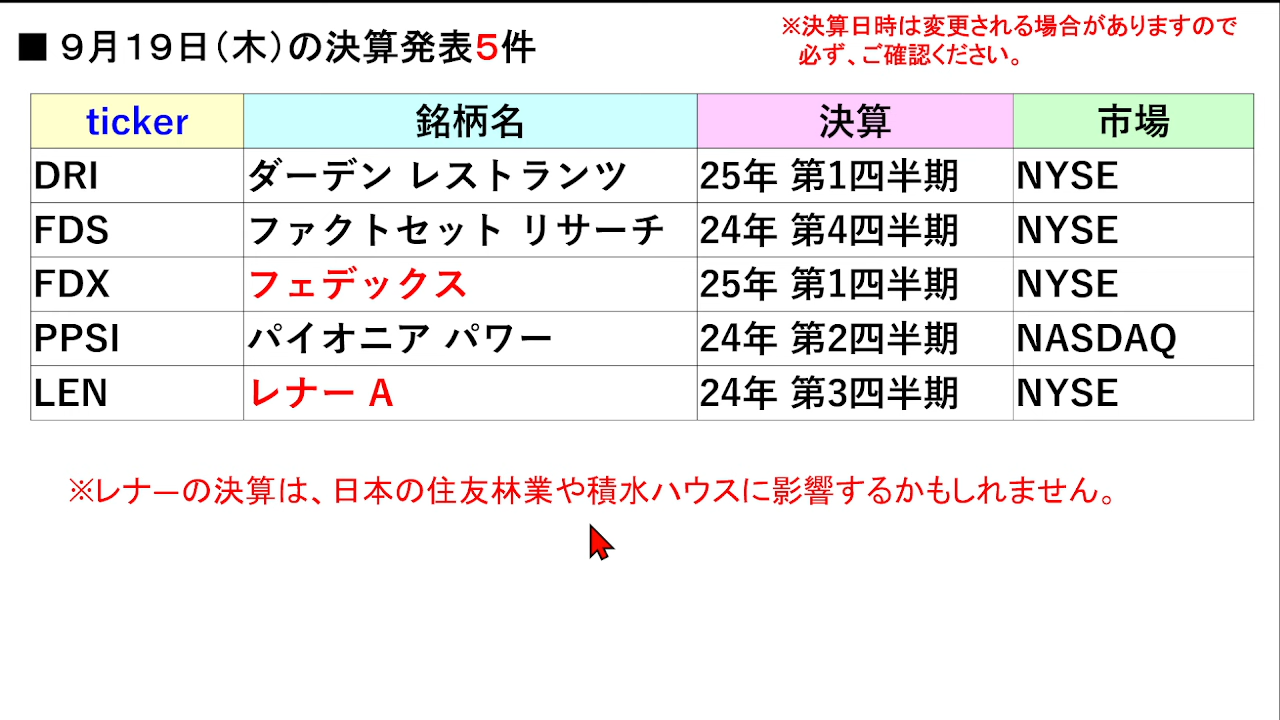 ■ 9月19日(木)の決算発表5件
※決算日時は変更される場合がありますので
必ず、ご確認ください。
ticker 銘柄名 決算 市場
DRI ダーデン レストランツ 25年 第1四半期 NYSE
FDS ファクトセット リサーチ 24年 第4四半期 NYSE
FDX フェデックス 25年 第1四半期 NYSE
PPSI パイオニア パワー 24年 第2四半期 NASDAQ
LEN レナー A 24年 第3四半期 NYSE
※レナーの決算は、日本の住友林業や積水ハウスに影響するかもしれません。